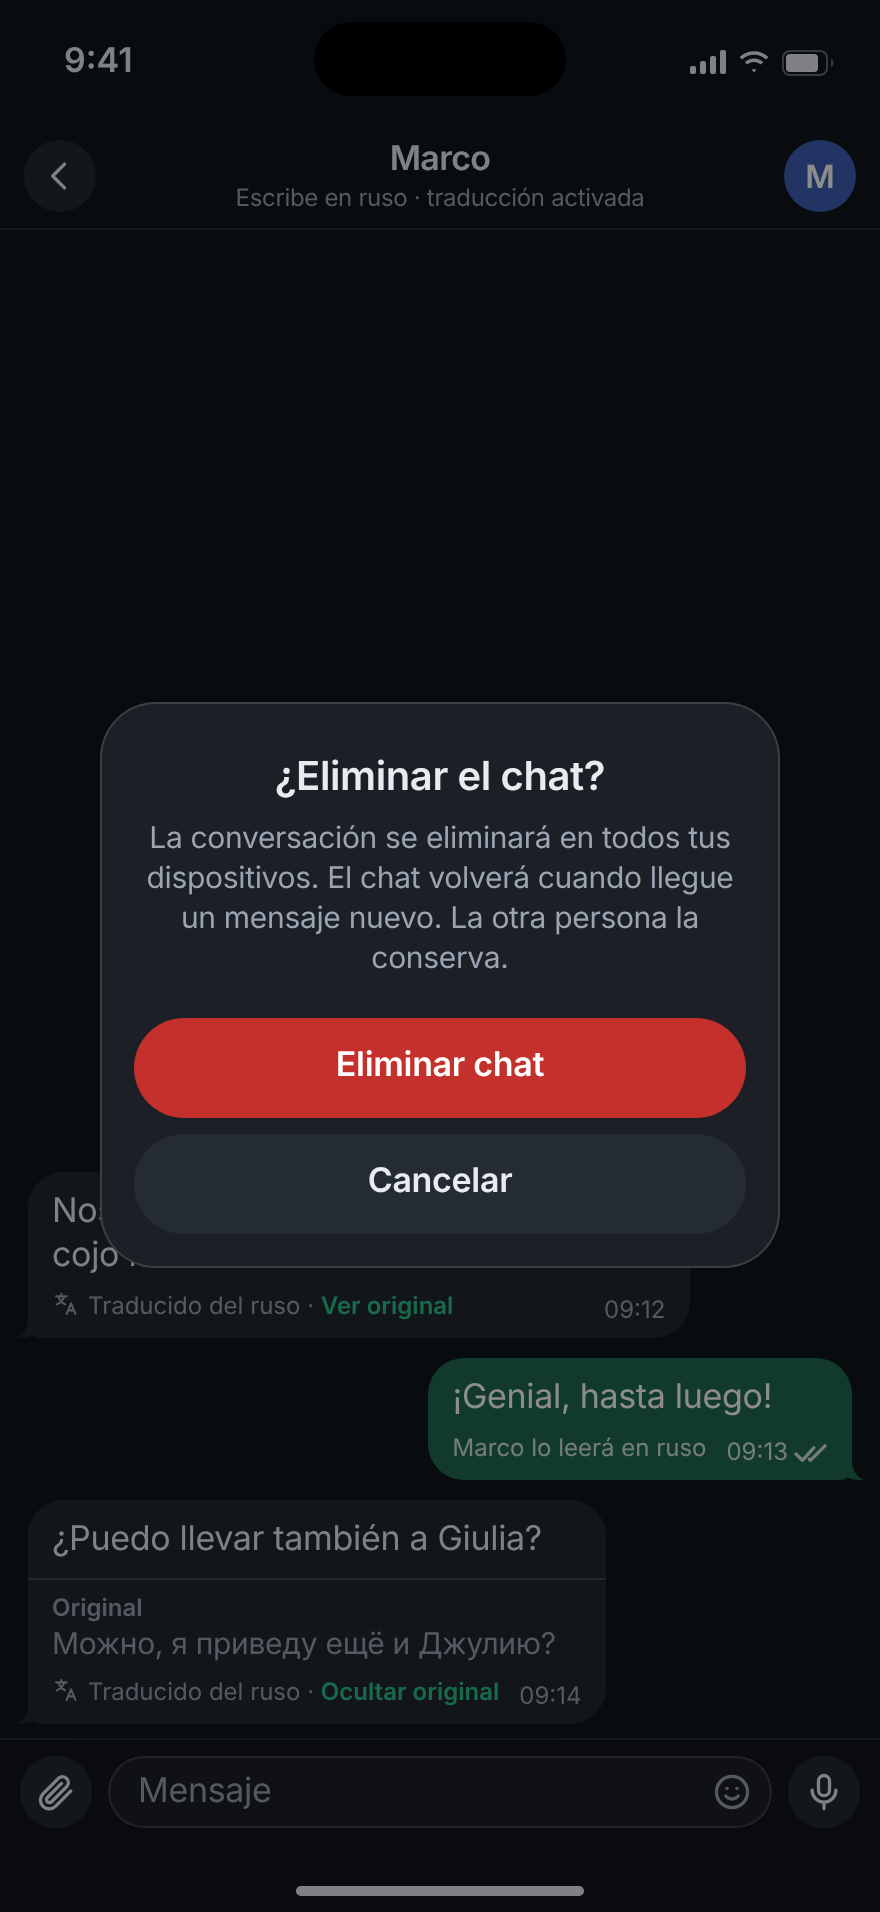 9:41
Marco
Escribe en ruso · traducción activada
M
¿Eliminar el chat?
La conversación se eliminará en todos tus
dispositivos. El chat volverá cuando llegue
un mensaje nuevo. La otra persona la
conserva.
Eliminar chat
Cancelar
cojo
Traducido del ruso · Ver original 09:12
¡Genial, hasta luego!
Marco lo leerá en ruso 09:13
¿Puedo llevar también a Giulia?
Original
Можно, я приведу ещё и Джулию?
Traducido del ruso · Ocultar original 09:14
Mensaje